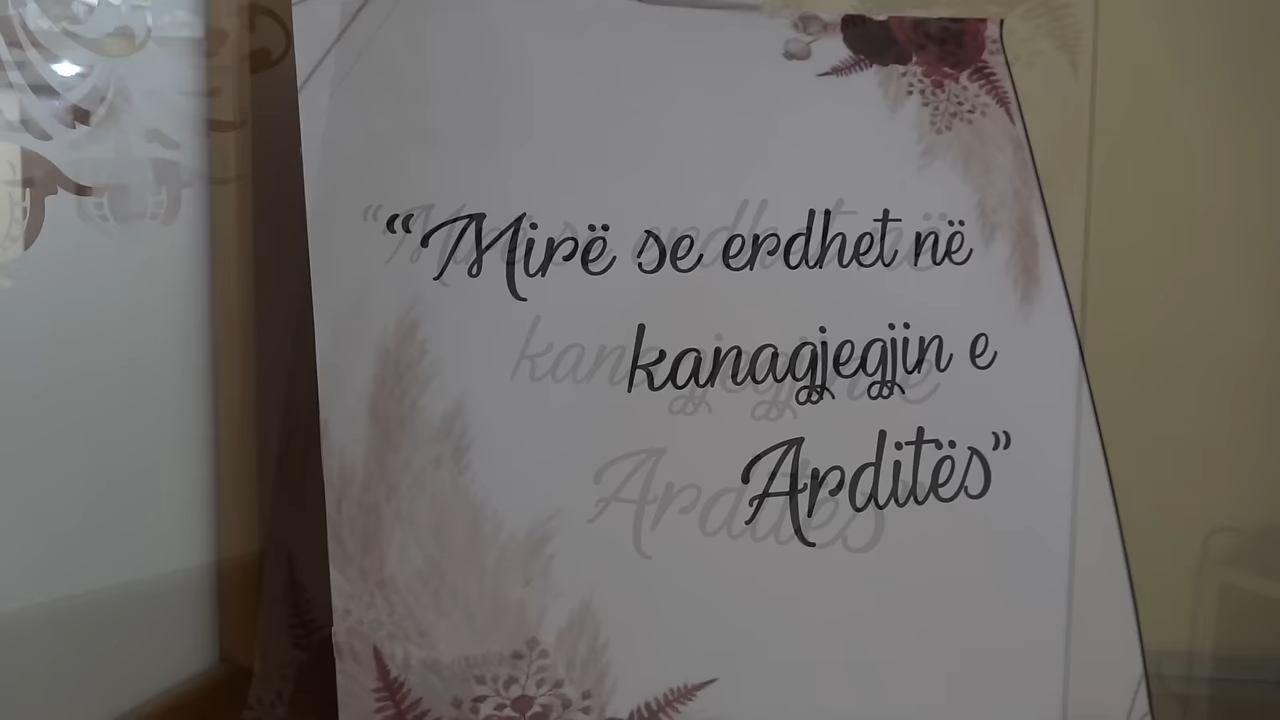 “Mirë se erdhet në
kanagjegjin e
Arditës”